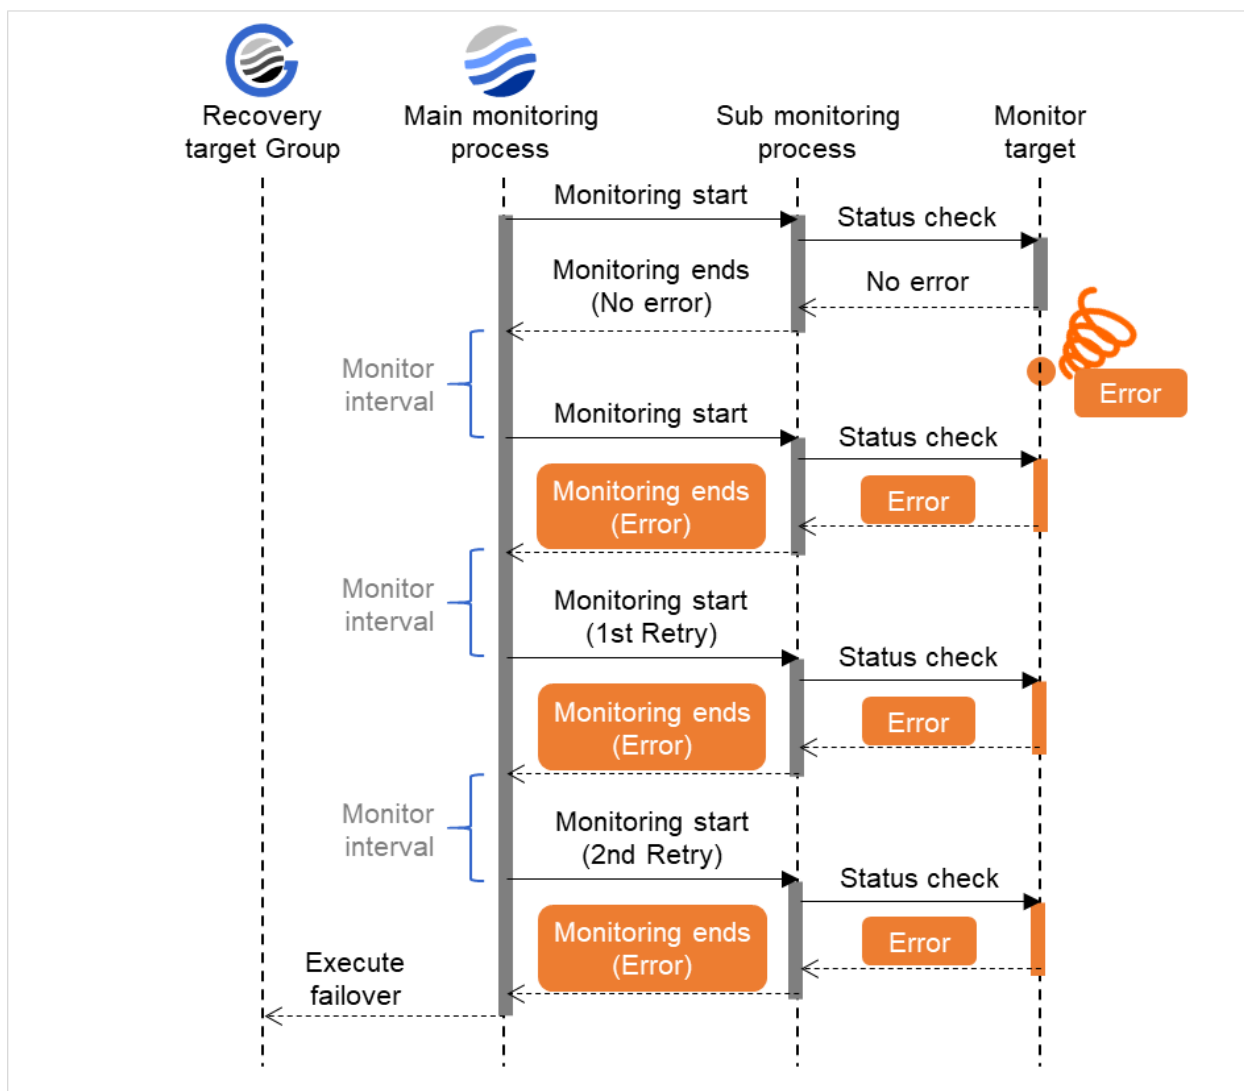 Recovery
target Group
Main monitoring
process
Sub monitoring
process
Monitor
target
Monitoring start
Status check
Monitoring ends
(No error)
No error
Monitor
interval
Error
Monitoring start
Status check
Monitoring ends
(Error)
Error
Monitor
interval
Monitoring start
(1st Retry)
Status check
Monitoring ends
(Error)
Error
Monitor
interval
Monitoring start
(2nd Retry)
Status check
Monitoring ends
(Error)
Error
Execute
failover